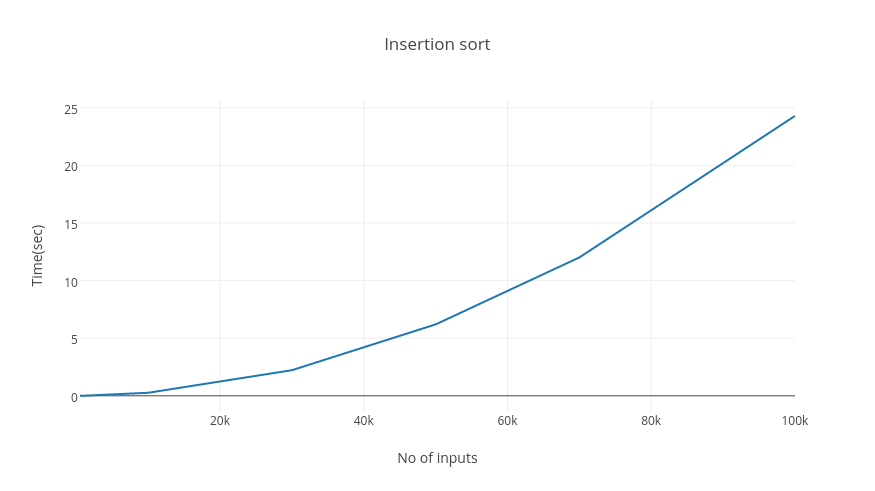 Insertion sort
25
20
15
10
5
0
Time(sec)
20k
40k
60k
80k
100k
No of inputs